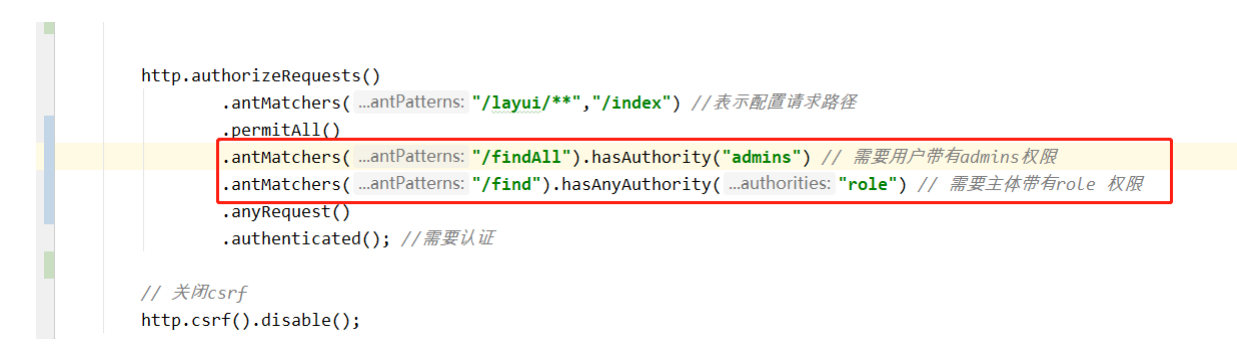 http.authorizeRequests()
.antMatchers( ...antPatterns: "/layui/**","/index") //表示配置请求路径
.permitAll()
.antMatchers( ...antPatterns: "/findAll").hasAuthority("admins") // 需要用户带有admins权限
.antMatchers( ...antPatterns: "/find").hasAnyAuthority( ...authorities: "role") // 需要主体带有role 权限
.anyRequest()
.authenticated(); //需要认证
// 关闭csrf
http.csrf().disable();